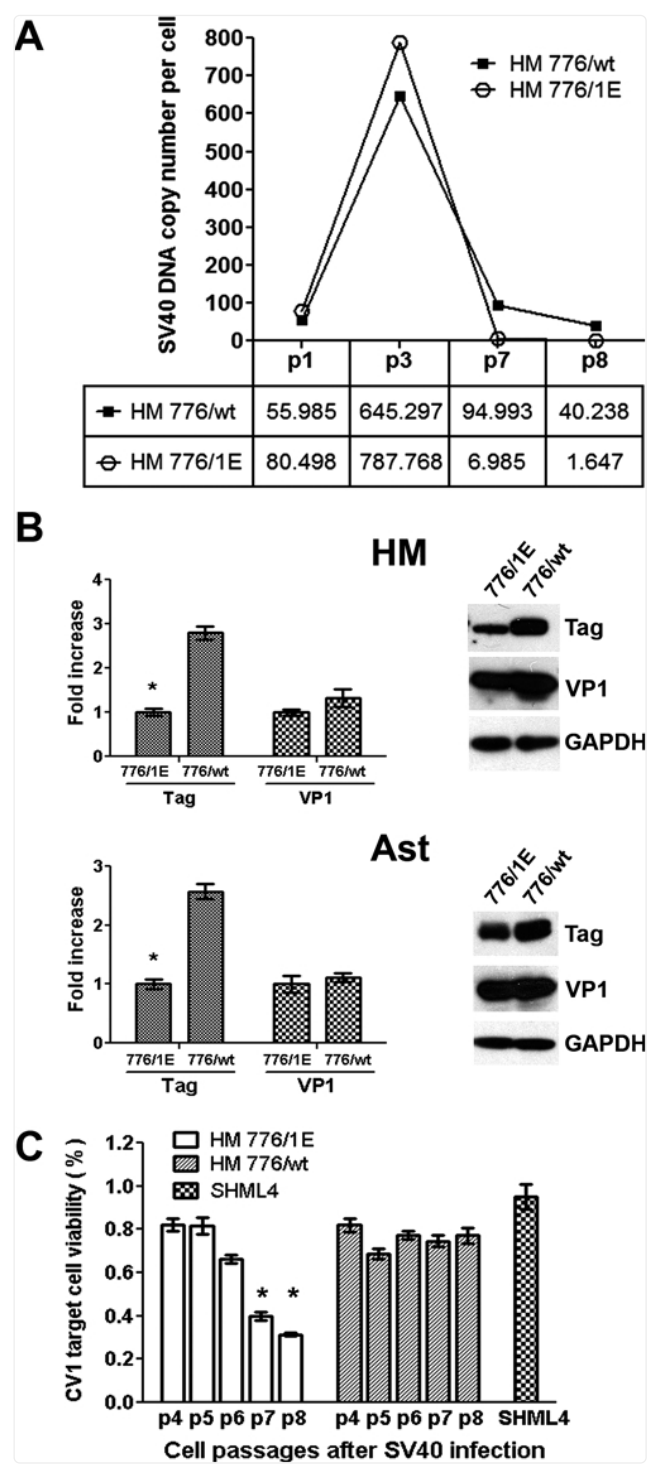 A
SV40 DNA copy number per cell
800
700
600
500
400
300
200
100
0
HM 776/wt
HM 776/1E
p1 p3 p7 p8
HM 776/wt 55.985 645.297 94.993 40.238
HM 776/1E 80.498 787.768 6.985 1.647
B
HM
Fold increase
4
3
2
1
0
*
776/1E 776/wt 776/1E 776/wt
Tag VP1
776/1E 776/wt
Tag
VP1
GAPDH
Ast
Fold increase
3
2
1
0
*
776/1E 776/wt 776/1E 776/wt
Tag VP1
776/1E 776/wt
Tag
VP1
GAPDH
C
CV1 target cell viability ( % )
1.2
1.0
0.8
0.6
0.4
0.2
0.0
HM 776/1E
HM 776/wt
SHML4
* *
p4 p5 p6 p7 p8 p4 p5 p6 p7 p8 SHML4
Cell passages after SV40 infection